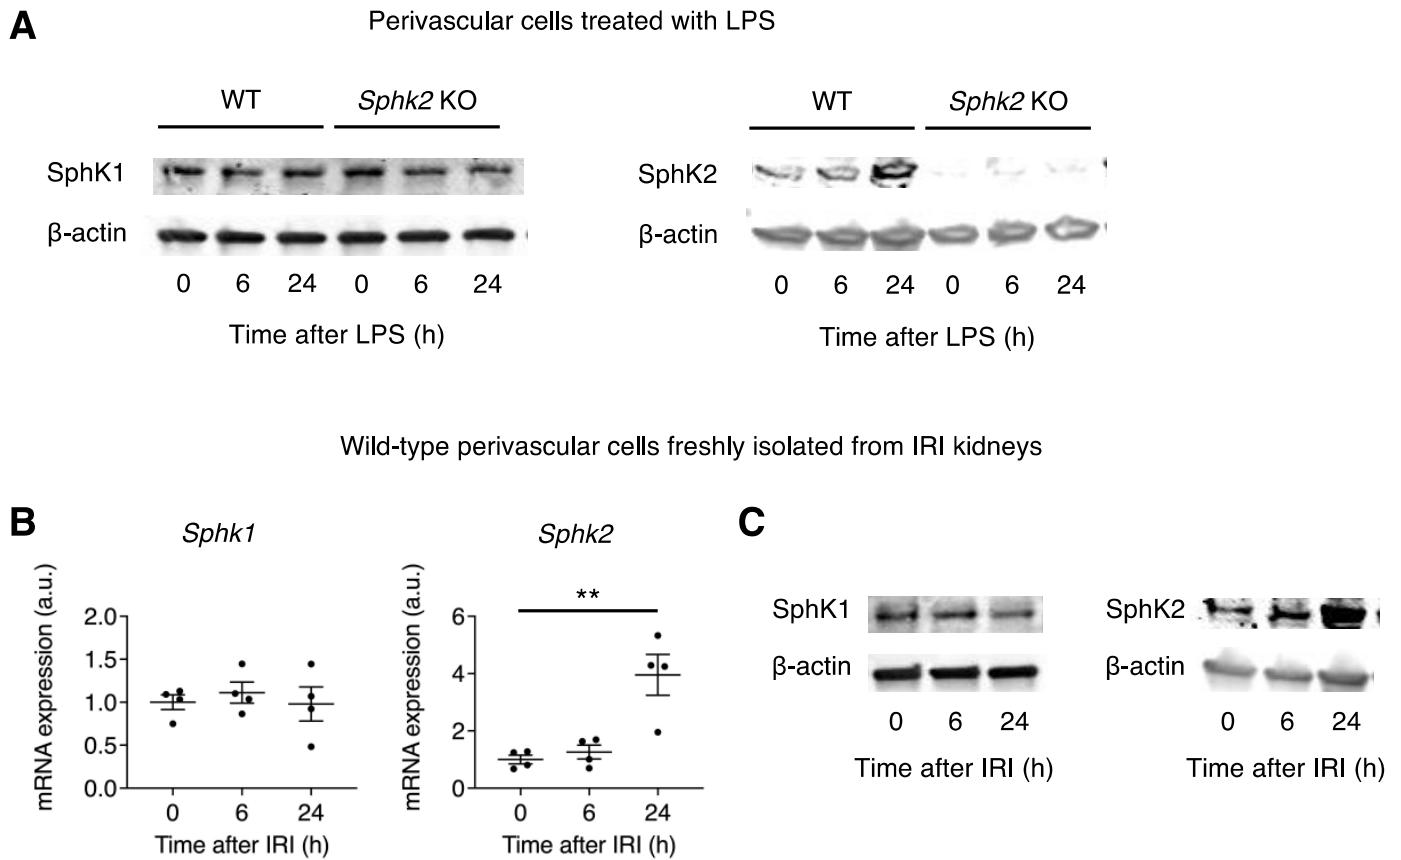 A
Perivascular cells treated with LPS
WT Sphk2 KO
SphK1
β-actin
0 6 24 0 6 24
Time after LPS (h)
WT Sphk2 KO
SphK2
β-actin
0 6 24 0 6 24
Time after LPS (h)
Wild-type perivascular cells freshly isolated from IRI kidneys
B
Sphk1
mRNA expression (a.u.)
2.0
1.5
1.0
0.5
0.0
0 6 24
Time after IRI (h)
Sphk2
mRNA expression (a.u.)
**
6
4
2
0
0 6 24
Time after IRI (h)
C
SphK1
β-actin
0 6 24
Time after IRI (h)
SphK2
β-actin
0 6 24
Time after IRI (h)